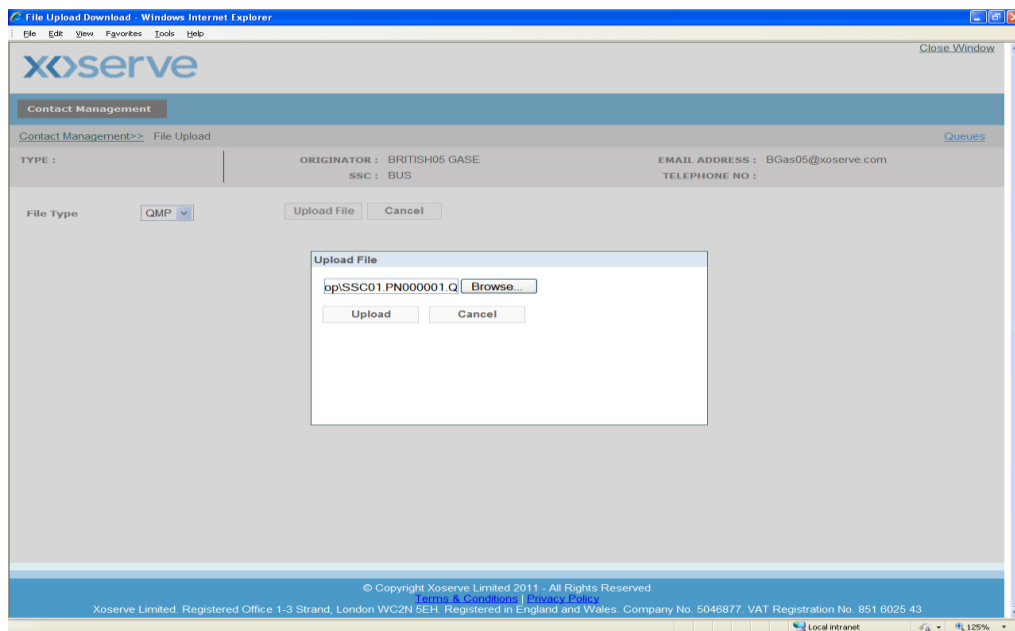 File Upload Download - Windows Internet Explorer
File Edit View Favorites Tools Help
Close Window
xoserve
Contact Management
Contact Management>> File Upload Queues
TYPE : ORIGINATOR : BRITISH05 GASE EMAIL ADDRESS : BGas05@xoserve.com
SSC : BUS TELEPHONE NO :
File Type QMP Upload File Cancel
Upload File
op\SSC01.PN000001.Q Browse...
Upload Cancel
© Copyright Xoserve Limited 2011 - All Rights Reserved
Terms & Conditions | Privacy Policy
Xoserve Limited. Registered Office 1-3 Strand, London WC2N 5EH. Registered in England and Wales. Company No. 5046877. VAT Registration No. 851 6025 43
Local intranet 125%